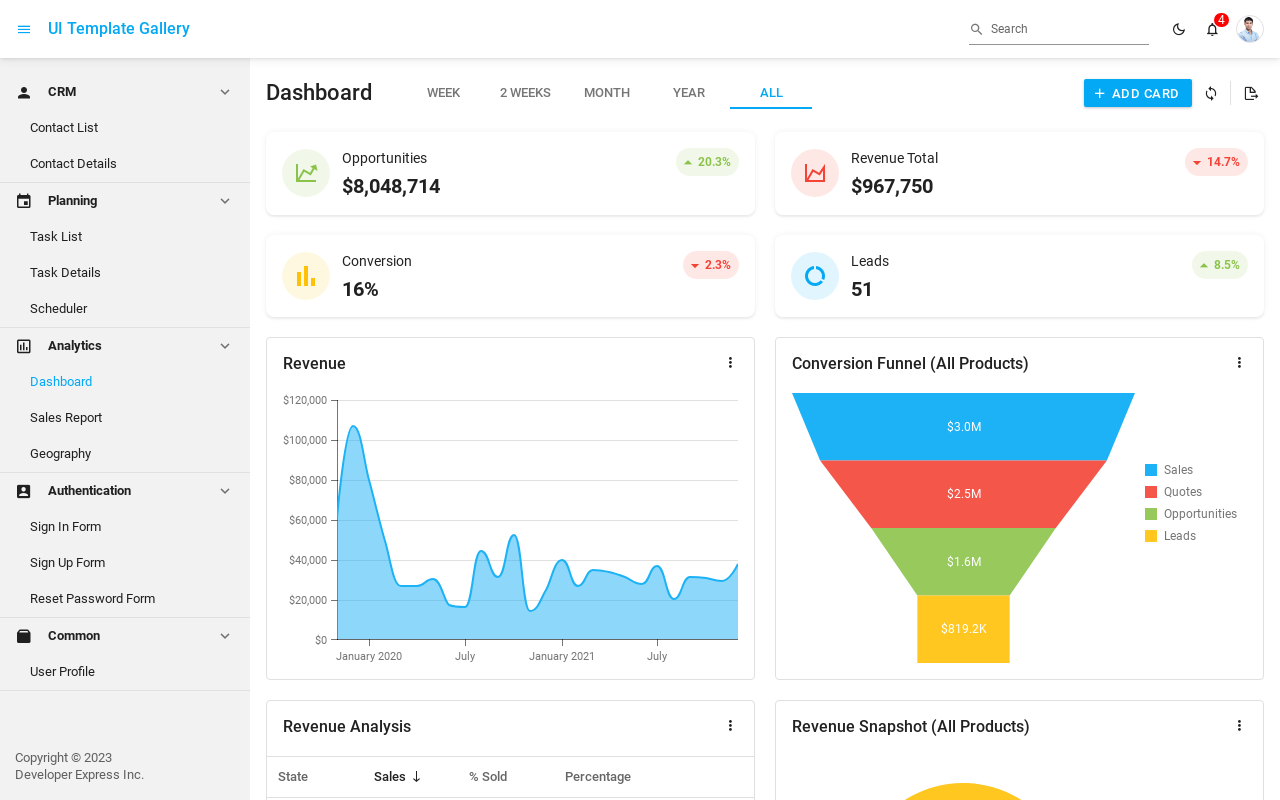 UI Template Gallery
Search
4
CRM
Contact List
Contact Details
Planning
Task List
Task Details
Scheduler
Analytics
Dashboard
Sales Report
Geography
Authentication
Sign In Form
Sign Up Form
Reset Password Form
Common
User Profile
Copyright © 2023
Developer Express Inc.
Dashboard
WEEK
2 WEEKS
MONTH
YEAR
ALL
ADD CARD
Opportunities
$8,048,714
20.3%
Revenue Total
$967,750
14.7%
Conversion
16%
2.3%
Leads
51
8.5%
Revenue
$120,000
$100,000
$80,000
$60,000
$40,000
$20,000
$0
January 2020
July
January 2021
July
Conversion Funnel (All Products)
$3.0M
$2.5M
$1.6M
$819.2K
Sales
Quotes
Opportunities
Leads
Revenue Analysis
State
Sales
% Sold
Percentage
Revenue Snapshot (All Products)